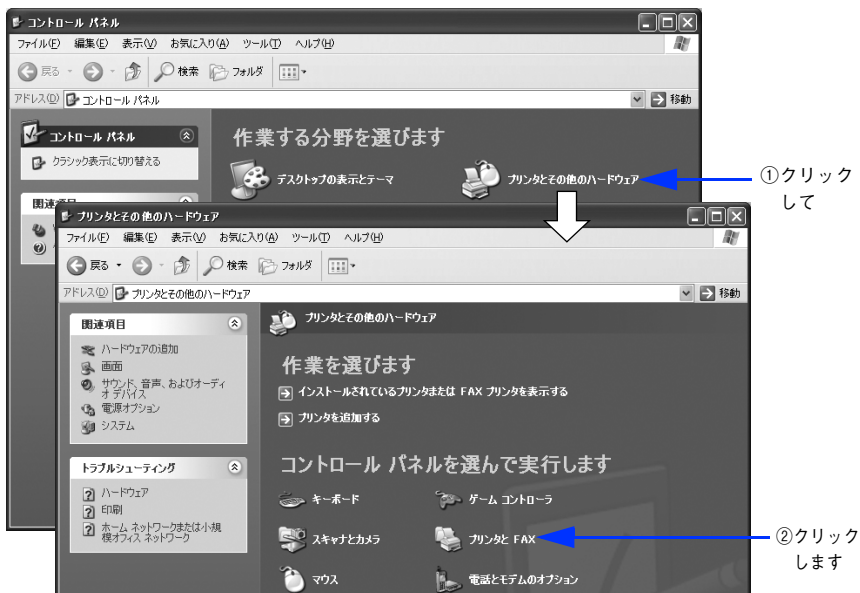 コントロール パネル
ファイル(F) 編集(E) 表示(V) お気に入り(A) ツール(T) ヘルプ(H)
戻る 検索 フォルダ
アドレス(D) コントロール パネル 移動
コントロール パネル
クラシック表示に切り替える
作業する分野を選びます
デスクトップの表示とテーマ
プリンタとその他のハードウェア
①クリック
して
プリンタとその他のハードウェア
ファイル(F) 編集(E) 表示(V) お気に入り(A) ツール(T) ヘルプ(H)
戻る 検索 フォルダ
アドレス(D) プリンタとその他のハードウェア 移動
関連項目
ハードウェアの追加
画面
サウンド、音声、およびオーディ
オ デバイス
電源オプション
システム
トラブルシューティング
ハードウェア
印刷
ホーム ネットワークまたは小規
模オフィス ネットワーク
プリンタとその他のハードウェア
作業を選びます
インストールされているプリンタまたは FAX プリンタを表示する
プリンタを追加する
コントロール パネルを選んで実行します
キーボード
ゲーム コントローラ
スキャナとカメラ
プリンタと FAX
マウス
電話とモデムのオプション
②クリック
します